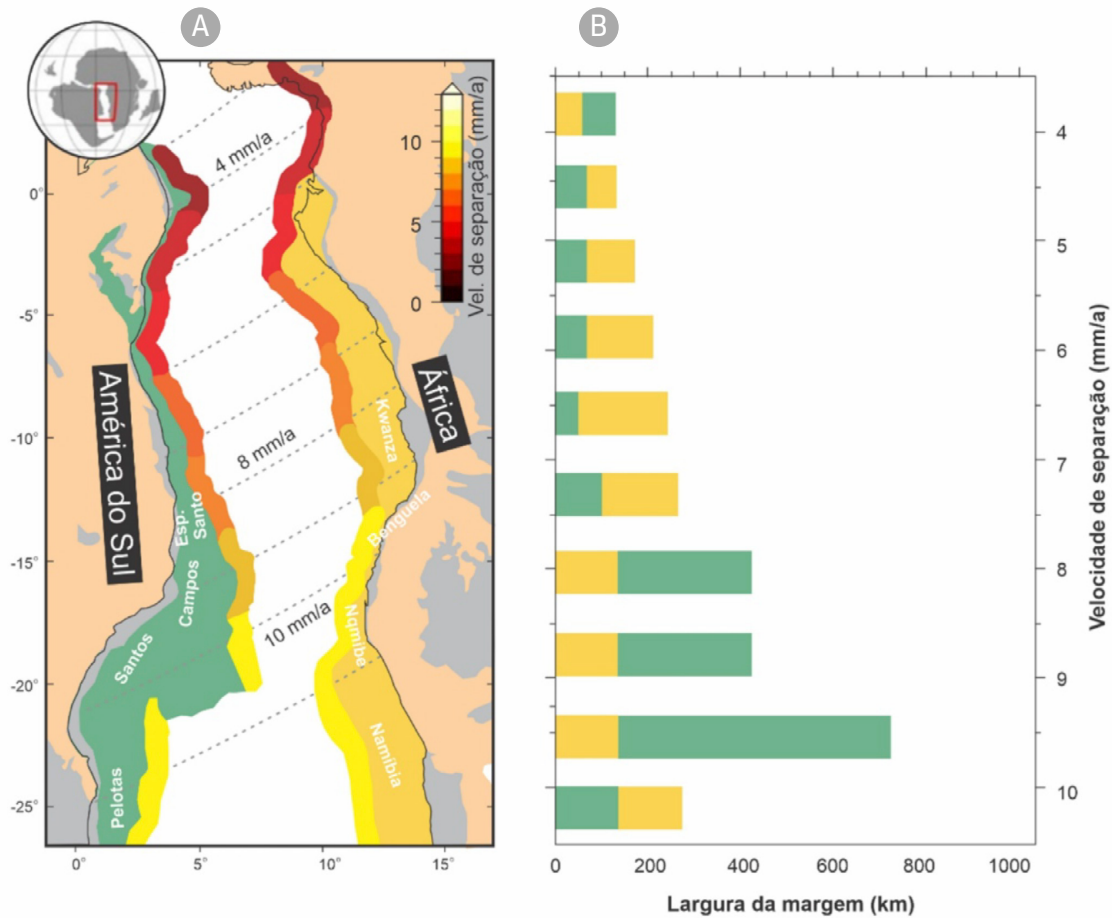 A
B
0°
-5°
-10°
-15°
-20°
-25°
0°
5°
10°
15°
4 mm/a
8 mm/a
10 mm/a
10
5
0
Vel. de separação (mm/a)
América do Sul
África
Esp.
Santo
Campos
Santos
Pelotas
Kwanza
Benguela
Nqmibe
Namíbia
4
5
6
7
8
9
10
Velocidade de separação (mm/a)
0
200
400
600
800
1000
Largura da margem (km)